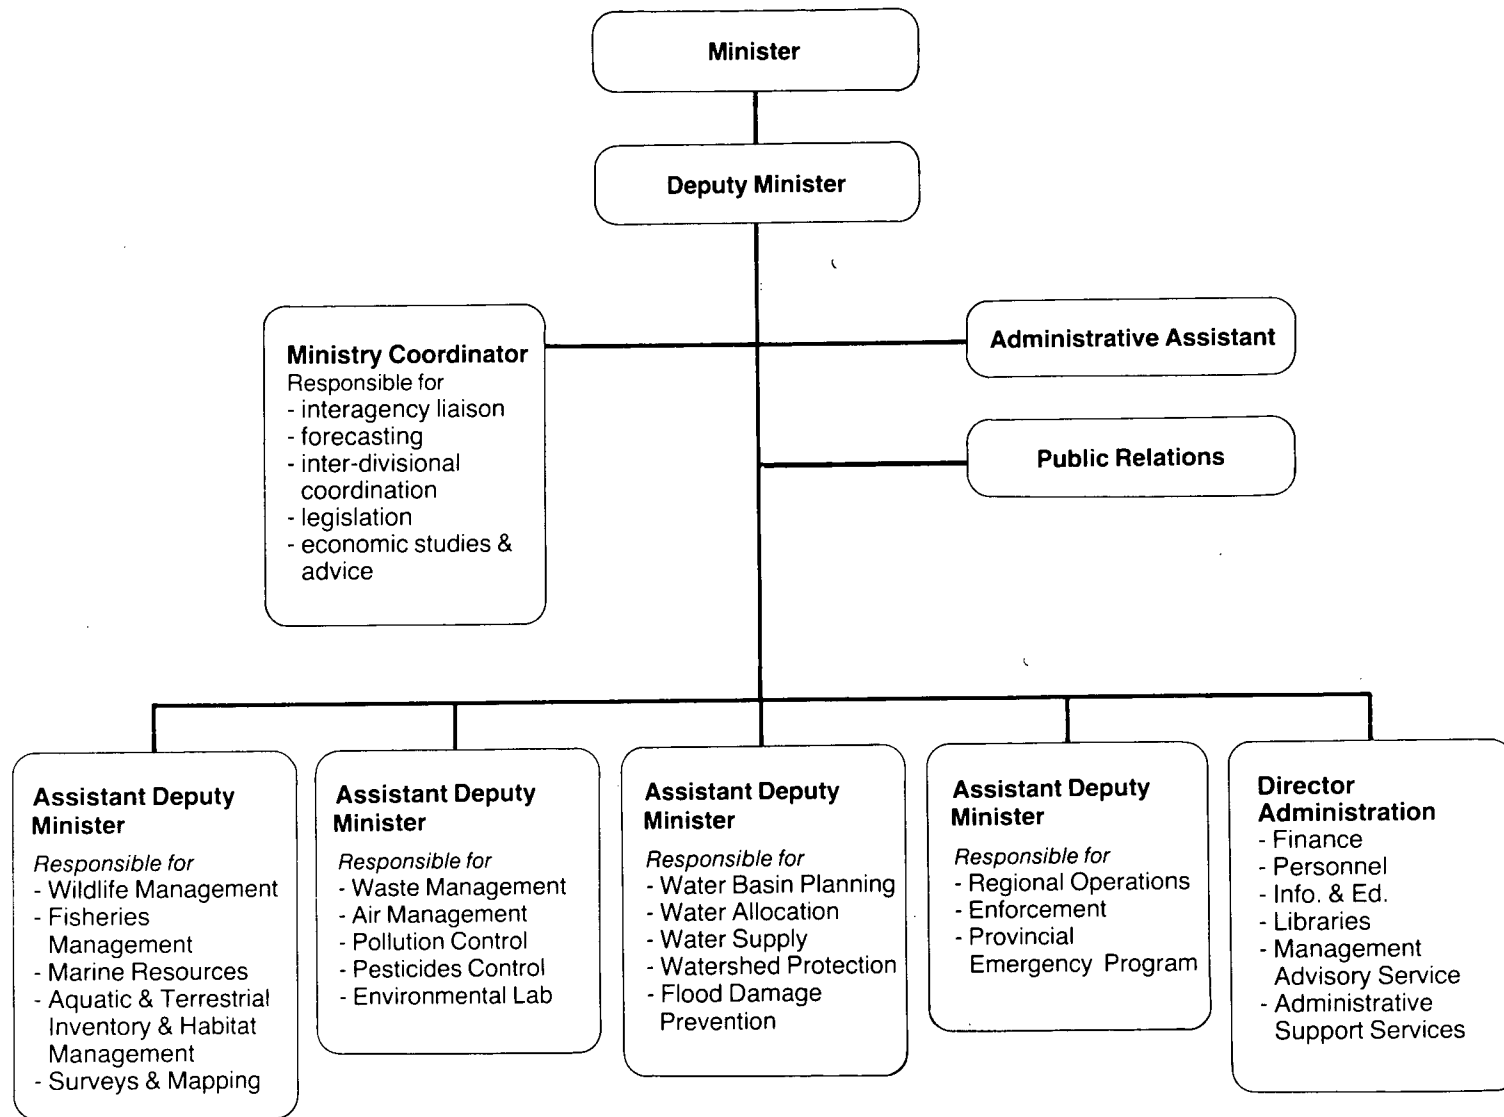 Minister
Deputy Minister
Ministry Coordinator
Responsible for
- interagency liaison
- forecasting
- inter-divisional
coordination
- legislation
- economic studies &
advice
Administrative Assistant
Public Relations
Assistant Deputy
Minister
Responsible for
- Wildlife Management
- Fisheries
Management
- Marine Resources
- Aquatic & Terrestrial
Inventory & Habitat
Management
- Surveys & Mapping
Assistant Deputy
Minister
Responsible for
- Waste Management
- Air Management
- Pollution Control
- Pesticides Control
- Environmental Lab
Assistant Deputy
Minister
Responsible for
- Water Basin Planning
- Water Allocation
- Water Supply
- Watershed Protection
- Flood Damage
Prevention
Assistant Deputy
Minister
Responsible for
- Regional Operations
- Enforcement
- Provincial
Emergency Program
Director
Administration
- Finance
- Personnel
- Info. & Ed.
- Libraries
- Management
Advisory Service
- Administrative
Support Services